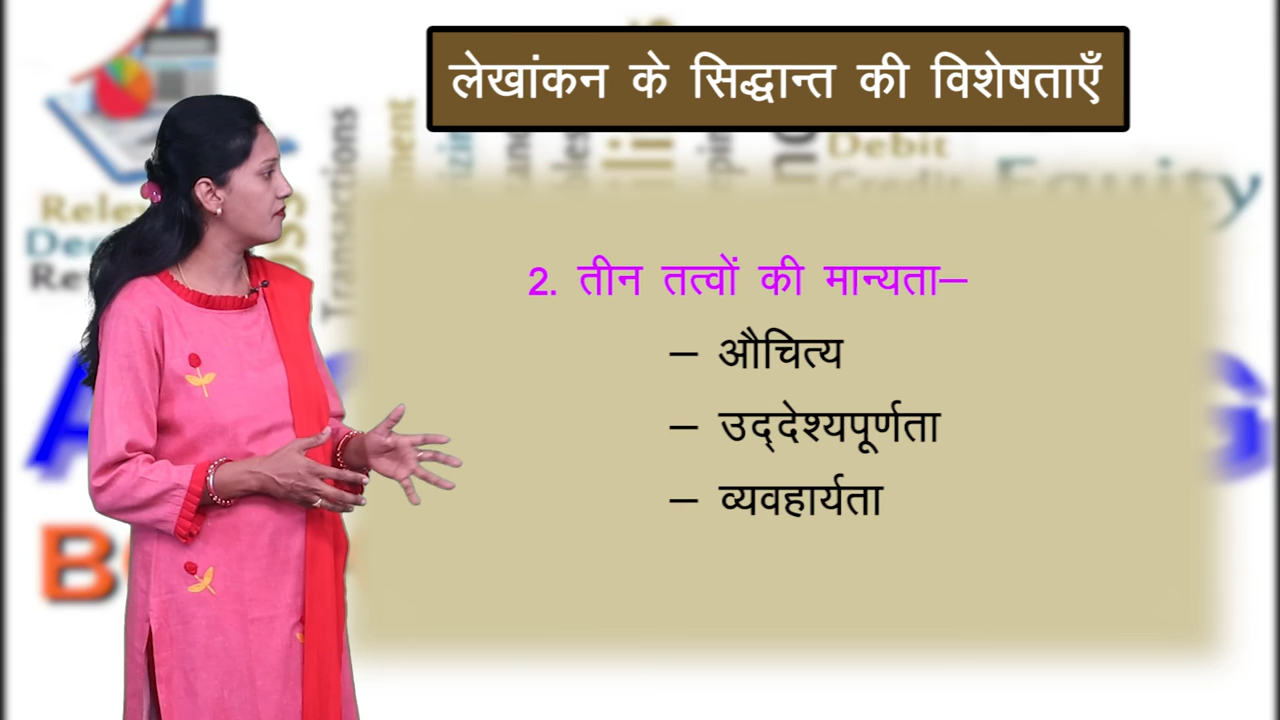 लेखांकन के सिद्धान्त की विशेषताएँ
Debit
Equity
Transactions
2. तीन तत्वों की मान्यता—
— औचित्य
— उद्‌देश्यपूर्णता
— व्यवहार्यता